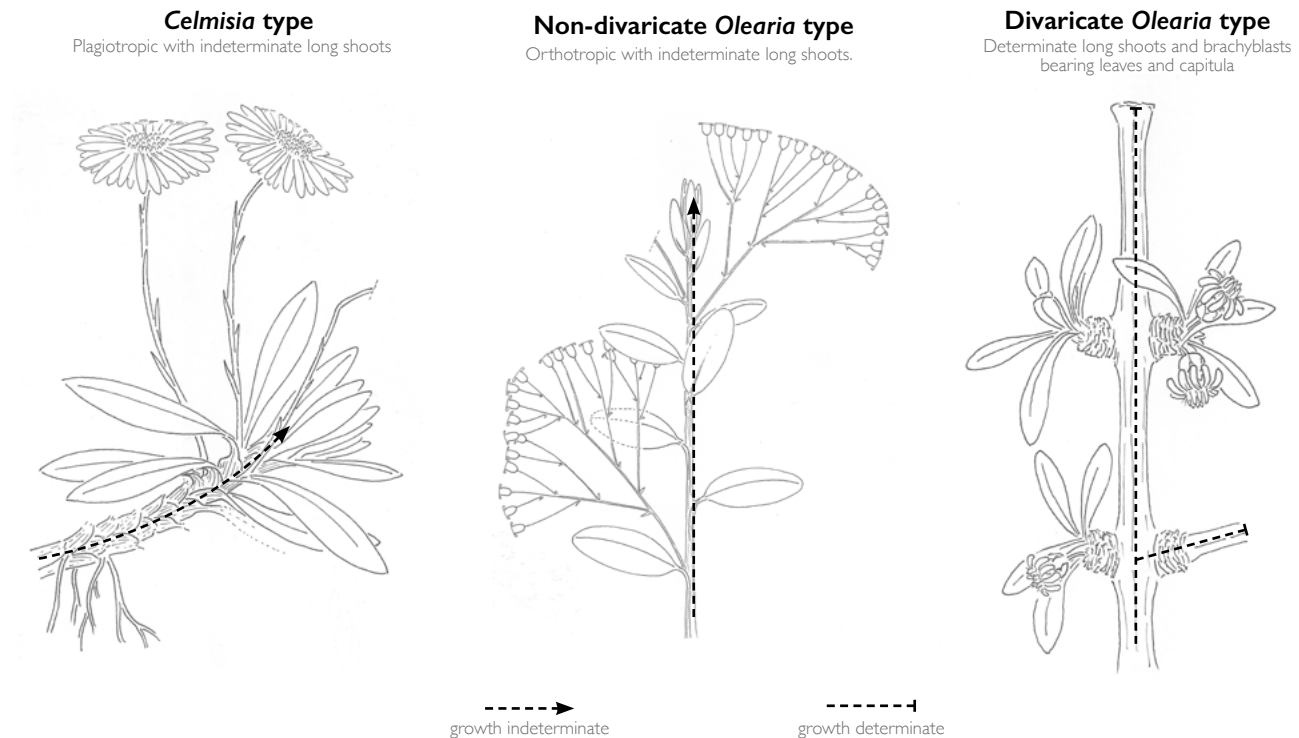 Celmisia type
Plagiotropic with indeterminate long shoots
Non-divaricate Olearia type
Orthotropic with indeterminate long shoots.
Divaricate Olearia type
Determinate long shoots and brachyblasts
bearing leaves and capitula
growth indeterminate
growth determinate